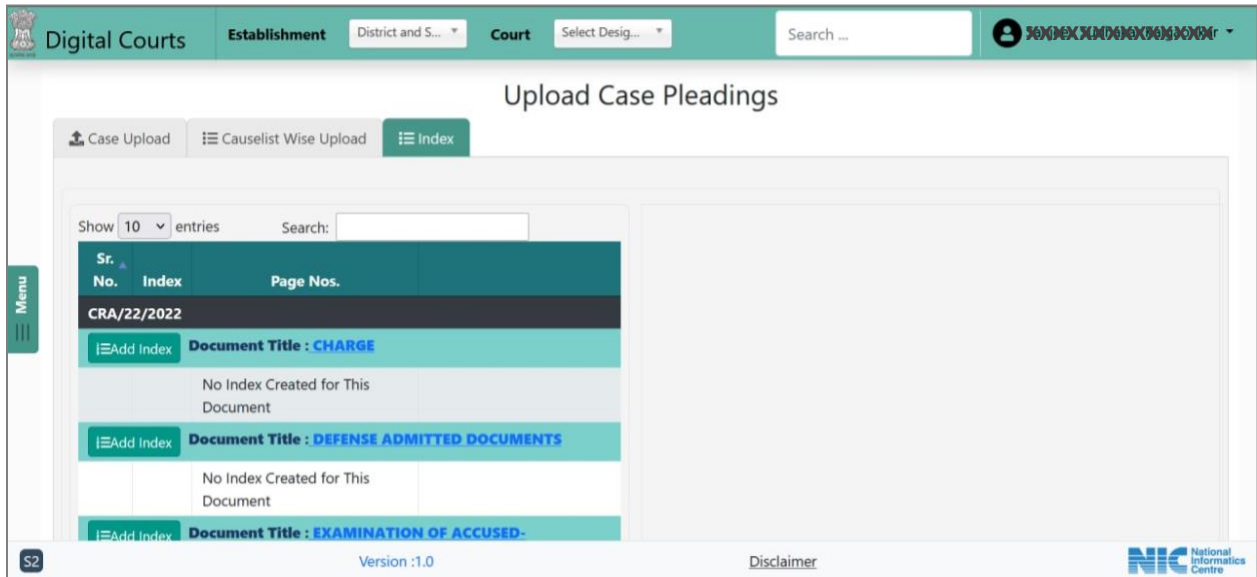 Digital Courts
Establishment
District and S...
Court
Select Desig...
Search ...
Upload Case Pleadings
Case Upload
Causelist Wise Upload
Index
Show 10 entries
Search:
Sr. No.
Index
Page Nos.
CRA/22/2022
Add Index
Document Title : CHARGE
No Index Created for This
Document
Add Index
Document Title : DEFENSE ADMITTED DOCUMENTS
No Index Created for This
Document
Add Index
Document Title : EXAMINATION OF ACCUSED-
Menu
S2
Version :1.0
Disclaimer
NIC National
Informatics
Centre